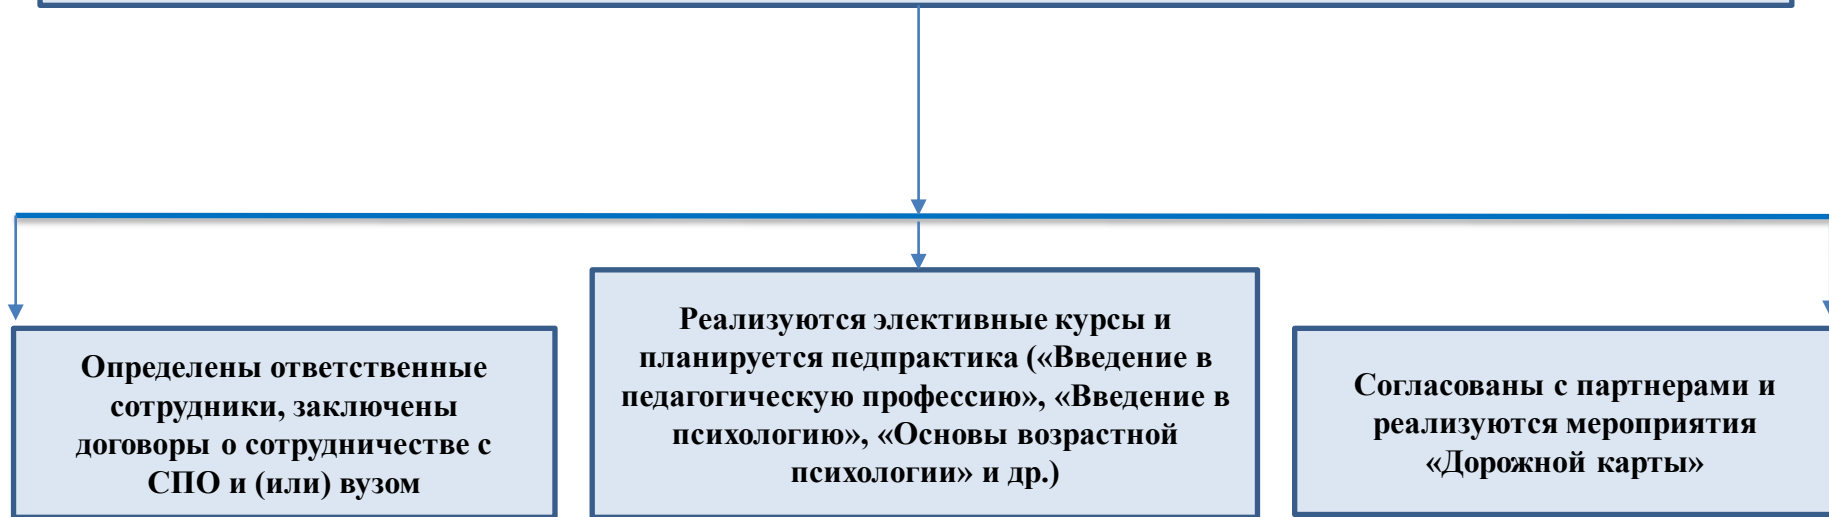 Определены ответственные
сотрудники, заключены
договоры о сотрудничестве с
СПО и (или) вузом
Реализуются элективные курсы и
планируется педпрактика («Введение в
педагогическую профессию», «Введение в
психологию», «Основы возрастной
психологии» и др.)
Согласованы с партнерами и
реализуются мероприятия
«Дорожной карты»